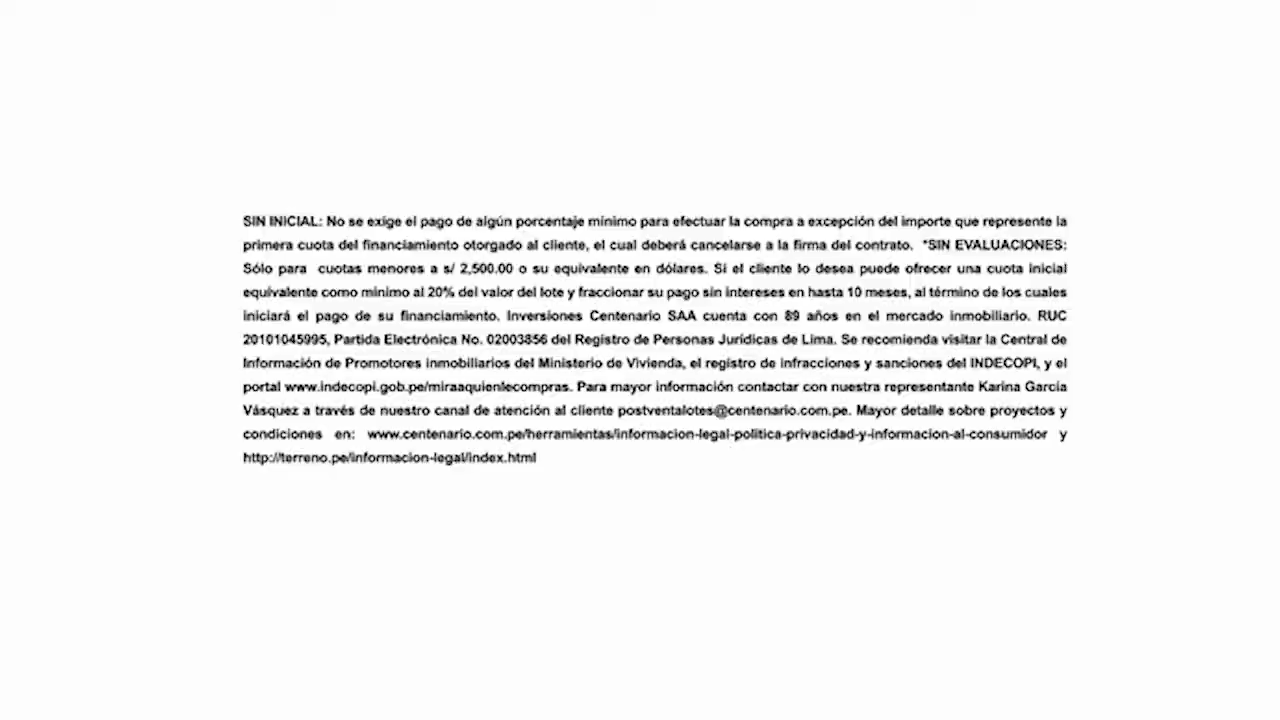 SIN INICIAL: No se exige el pago de algún porcentaje mínimo para efectuar la compra a excepción del importe que represente la
primera cuota del financiamiento otorgado al cliente, el cual deberá cancelarse a la firma del contrato. *SIN EVALUACIONES:
Sólo para cuotas menores a s/ 2,500.00 o su equivalente en dólares. Si el cliente lo desea puede ofrecer una cuota inicial
equivalente como mínimo al 20% del valor del lote y fraccionar su pago sin intereses en hasta 10 meses, al término de los cuales
iniciará el pago de su financiamiento. Inversiones Centenario SAA cuenta con 89 años en el mercado inmobiliario. RUC
20101045995, Partida Electrónica No. 02003856 del Registro de Personas Jurídicas de Lima. Se recomienda visitar la Central de
Información de Promotores inmobiliarios del Ministerio de Vivienda, el registro de infracciones y sanciones del INDECOPI, y el
portal www.indecopi.gob.pe/miraaquienlecompras. Para mayor información contactar con nuestra representante Karina García
Vásquez a través de nuestro canal de atención al cliente postventalotes@centenario.com.pe. Mayor detalle sobre proyectos y
condiciones en: www.centenario.com.pe/herramientas/informacion-legal-politica-privacidad-y-informacion-al-consumidor y
http://terreno.pe/informacion-legal/index.html